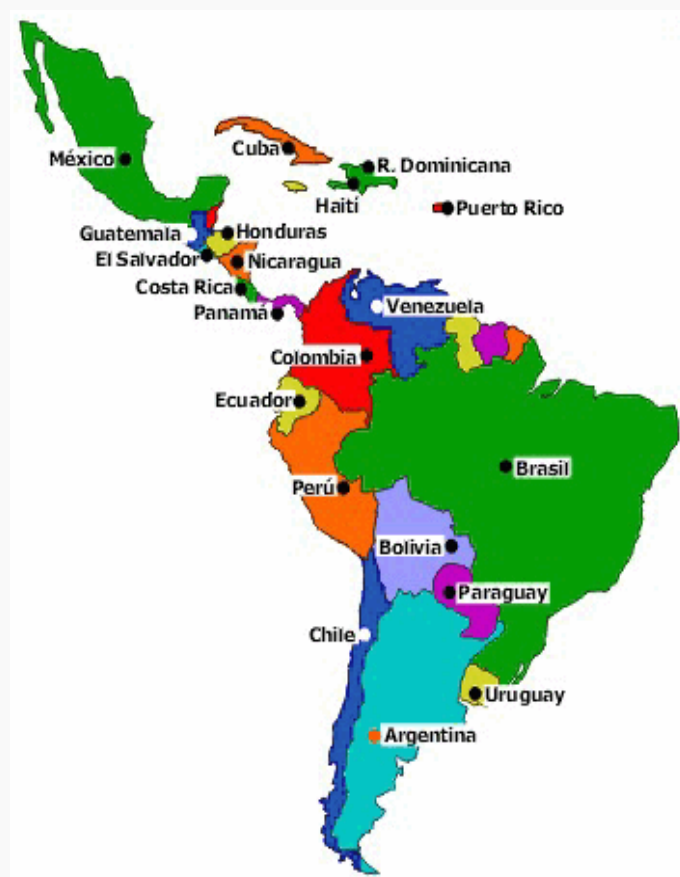 México
Cuba
R. Dominicana
Haití
Puerto Rico
Guatemala
Honduras
El Salvador
Nicaragua
Costa Rica
Panamá
Venezuela
Colombia
Ecuador
Brasil
Perú
Bolivia
Paraguay
Chile
Uruguay
Argentina